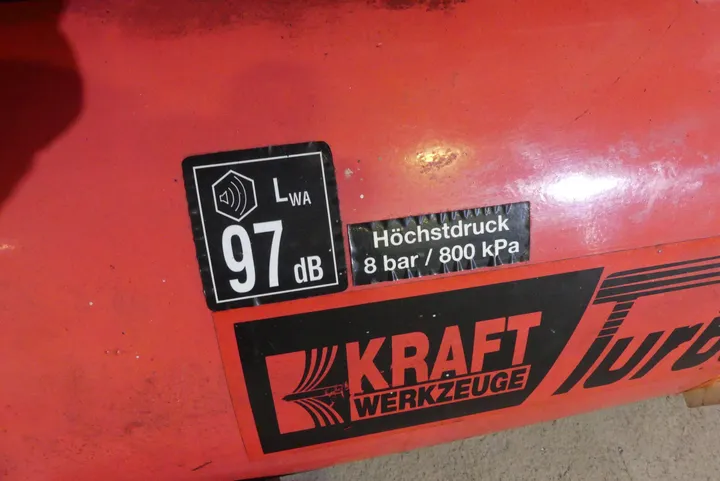 LWA
97 dB
Höchstdruck
8 bar / 800 kPa
KRAFT
WERKZEUGE